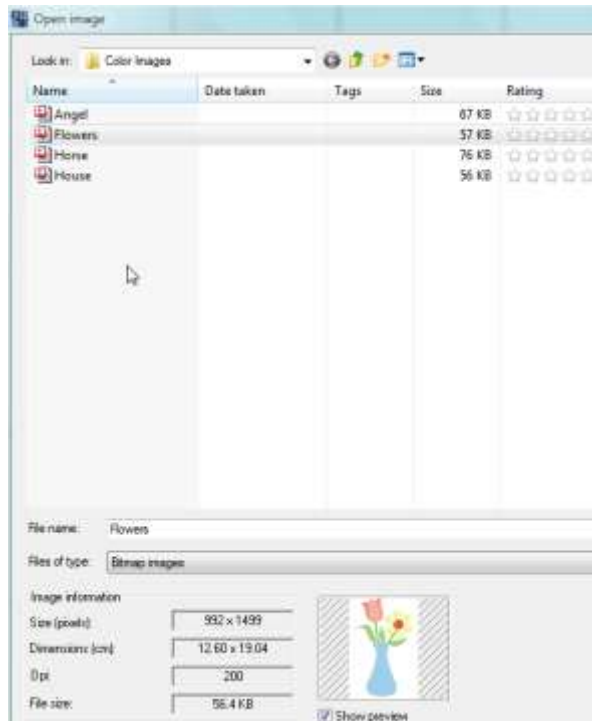 Open image
Look in: Color Images
Name Date taken Tags Size Rating
Angel 67 KB
Flowers 57 KB
Horse 76 KB
House 56 KB
File name: Flowers
Files of type: Bitmap images
Image information
Size (pixels): 992 x 1499
Dimensions (cm): 12.60 x 19.04
Dpi 200
File size: 56.4 KB
Show preview